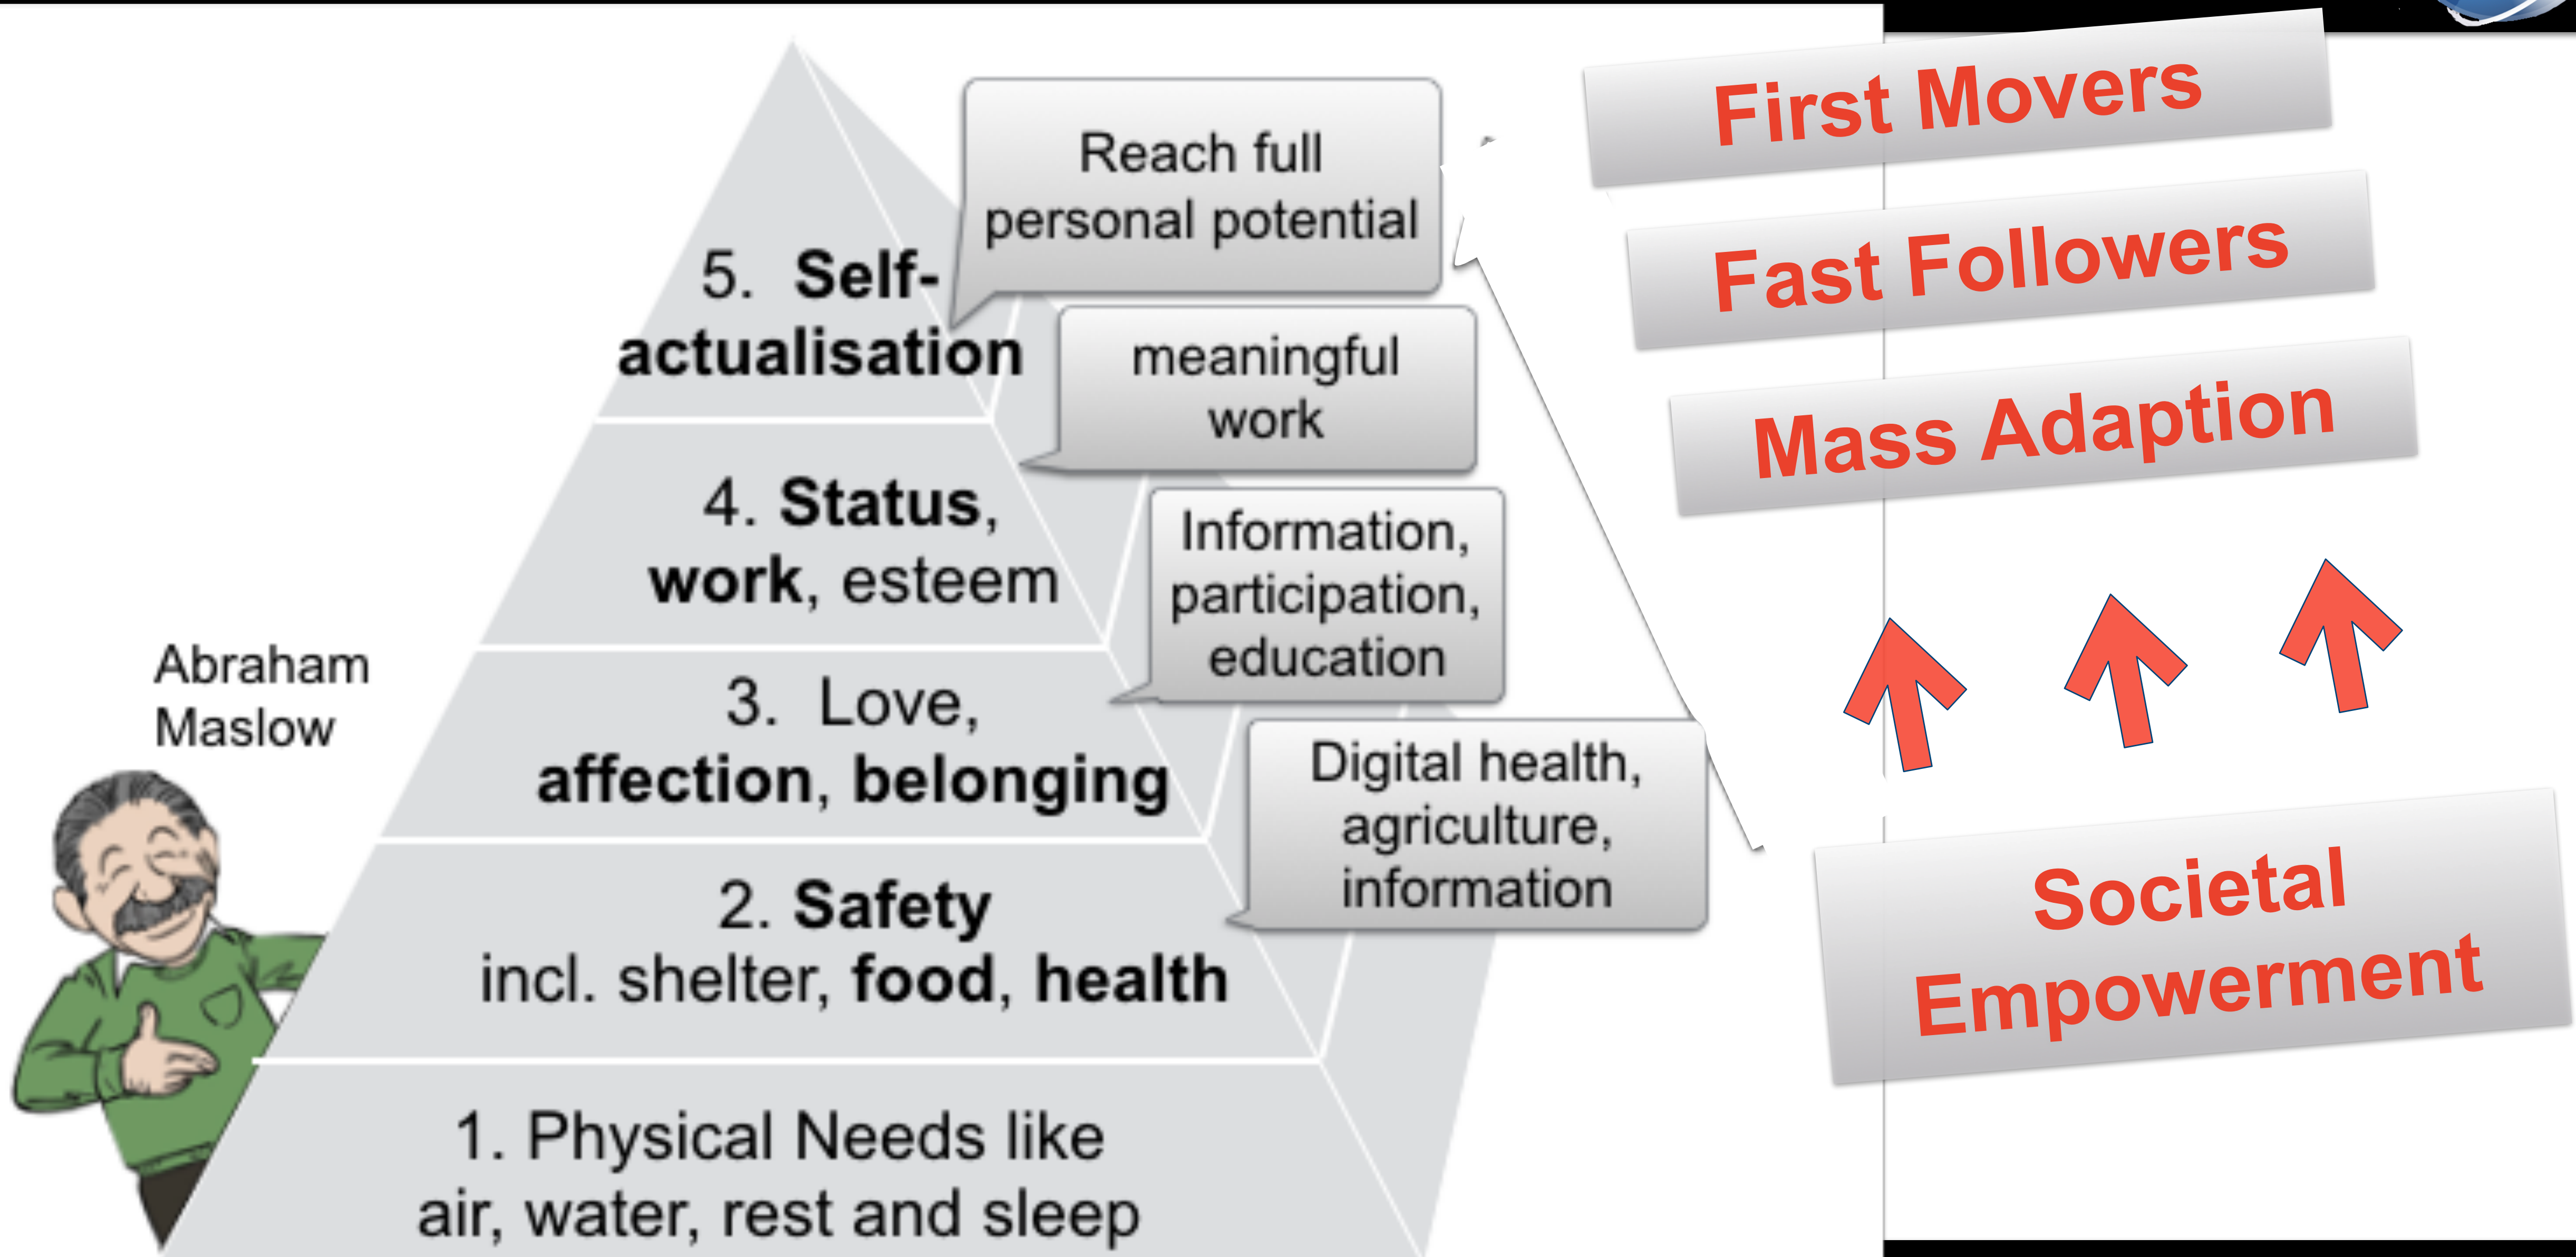 Reach full
personal potential
5. Self-
actualisation
meaningful
work
4. Status,
work, esteem
Information,
participation,
education
Abraham
Maslow
3. Love,
affection, belonging
Digital health,
agriculture,
information
2. Safety
incl. shelter, food, health
1. Physical Needs like
air, water, rest and sleep
First Movers
Fast Followers
Mass Adaption
Societal
Empowerment